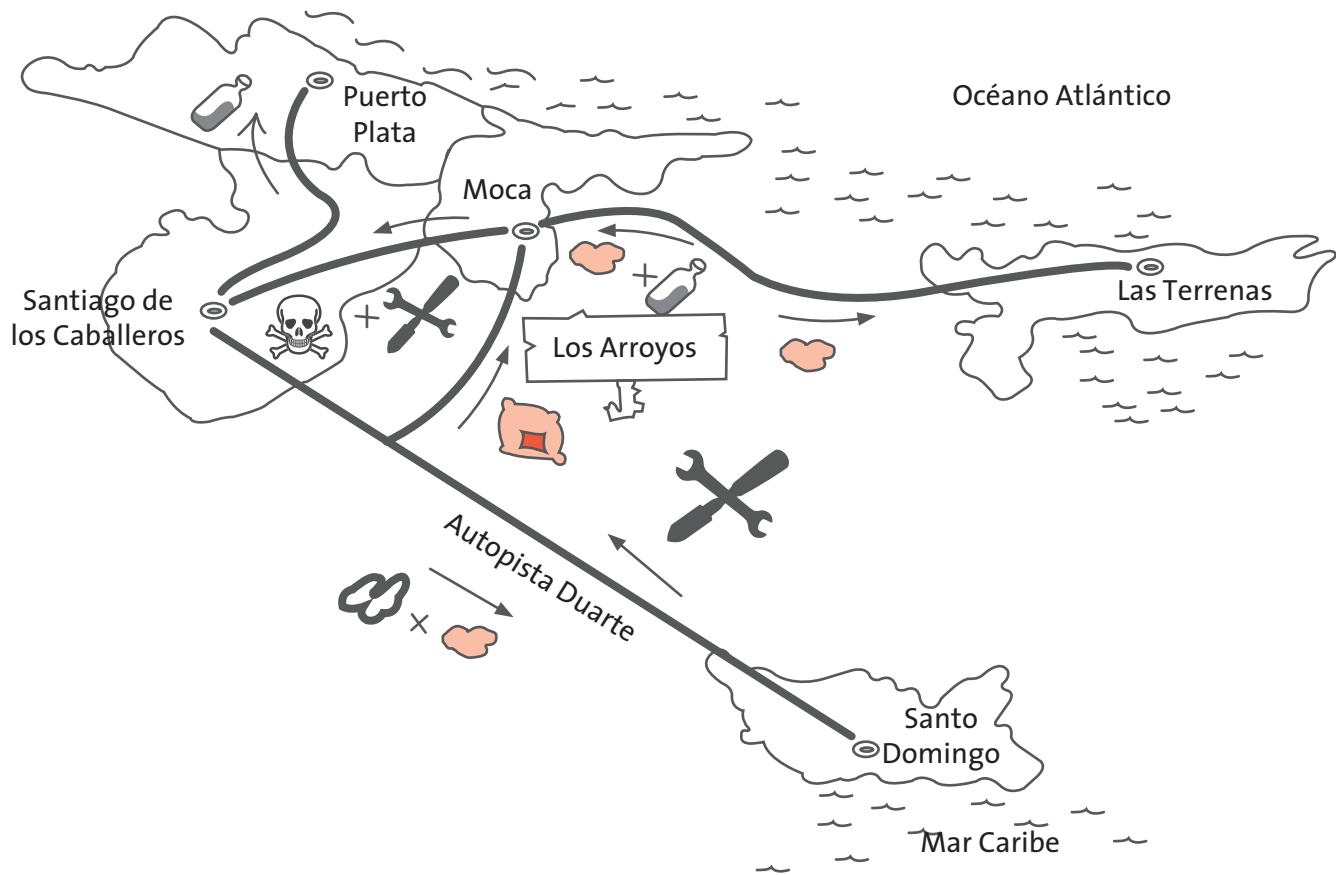 Océano Atlántico
Puerto
Plata
Moca
Santiago de
los Caballeros
Las Terrenas
Los Arroyos
Autopista Duarte
Santo
Domingo
Mar Caribe